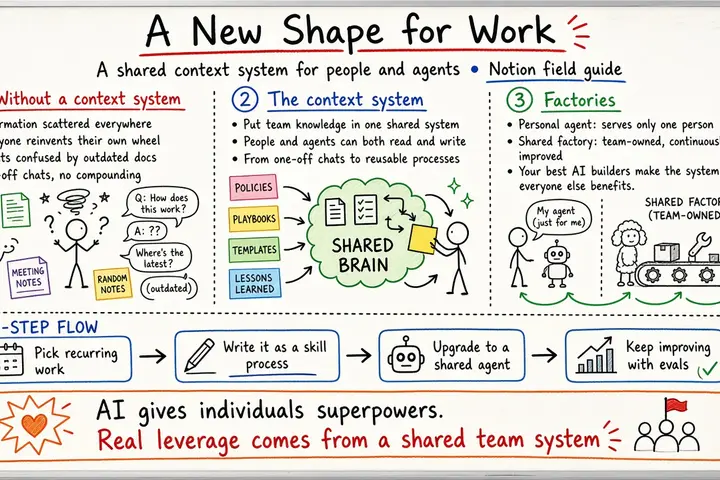 A New Shape for Work
A shared context system for people and agents • Notion field guide
Without a context system
rmation scattered everywhere
yone reinvents their own wheel
ts confused by outdated docs
-off chats, no compounding
Q: How does
this work?
A: ??
Where's the
latest?
(outdated)
MEETING
NOTES
RANDOM
NOTES
2 The context system
• Put team knowledge in one shared system
• People and agents can both read and write
• From one-off chats to reusable processes
POLICIES
PLAYBOOKS
TEMPLATES
LESSONS
LEARNED
SHARED
BRAIN
3 Factories
• Personal agent: serves only one person
• Shared factory: team-owned, continuous
improved
• Your best AI builders make the system
everyone else benefits.
My agent
(just for me)
SHARED FACTOR
(TEAM-OWNED
-STEP FLOW
Pick recurring
work
Write it as a skill
process
Upgrade to a
shared agent
Keep improving
with evals
AI gives individuals superpowers.
Real leverage comes from a shared team system